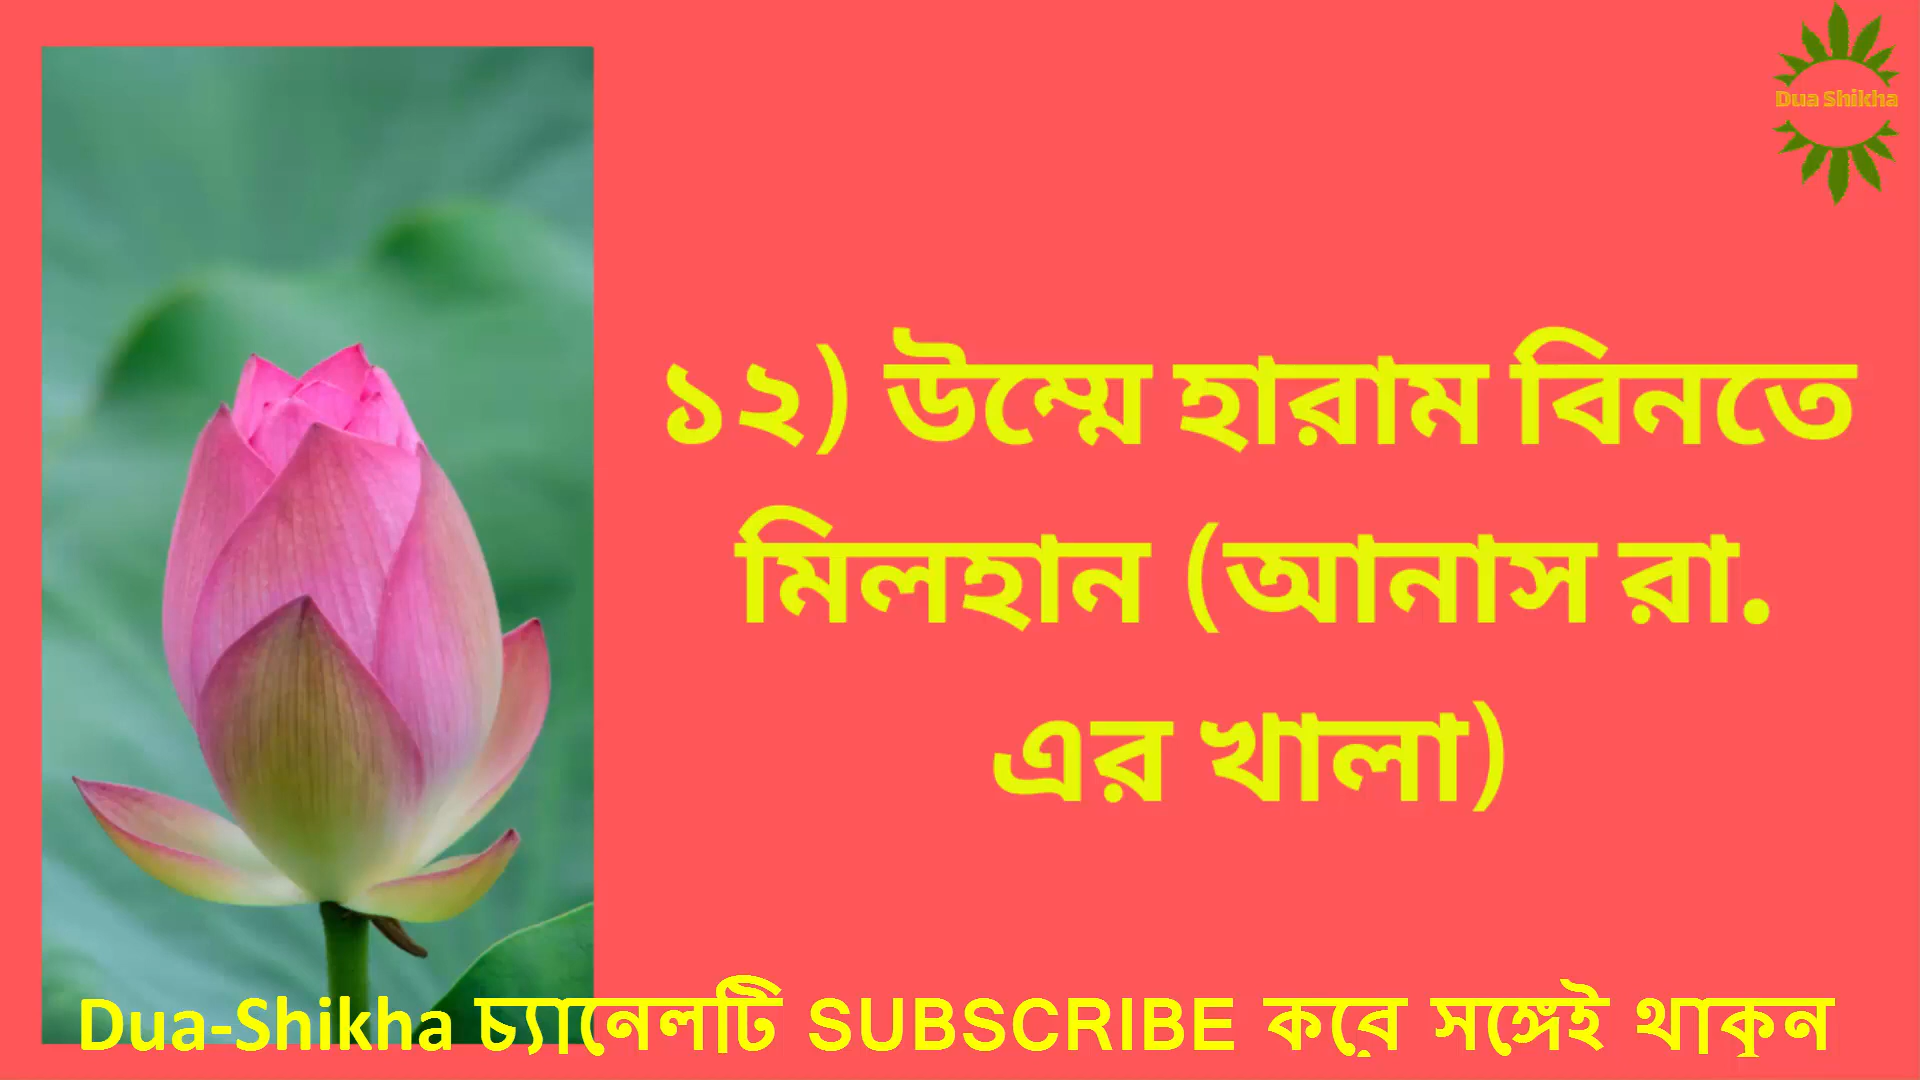 Dua Shikha
১২) উম্মে হারাম বিনতে
মিলহান (আনাস রা.
এর খালা)
Dua-Shikha চ্যানেলটি SUBSCRIBE করে সঙ্গেই থাকুন